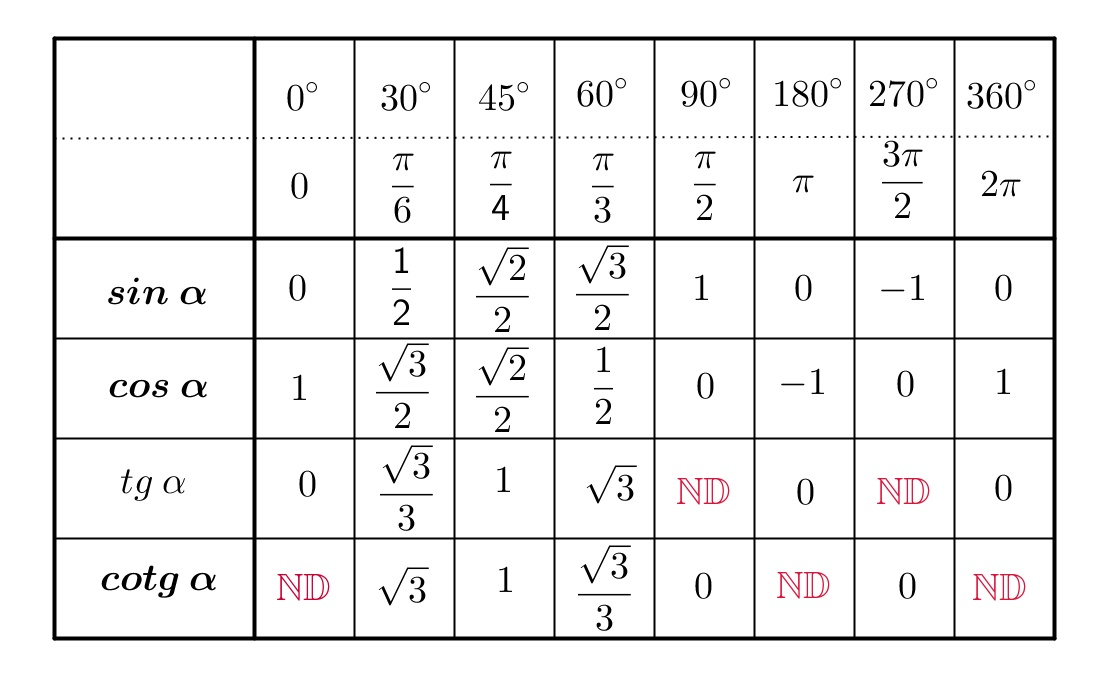 0° 30° 45° 60° 90° 180° 270° 360°
0 π/6 π/4 π/3 π/2 π 3π/2 2π
sin α 0 1/2 √2/2 √3/2 1 0 −1 0
cos α 1 √3/2 √2/2 1/2 0 −1 0 1
tg α 0 √3/3 1 √3 ℕ𝔻 0 ℕ𝔻 0
cotg α ℕ𝔻 √3 1 √3/3 0 ℕ𝔻 0 ℕ𝔻